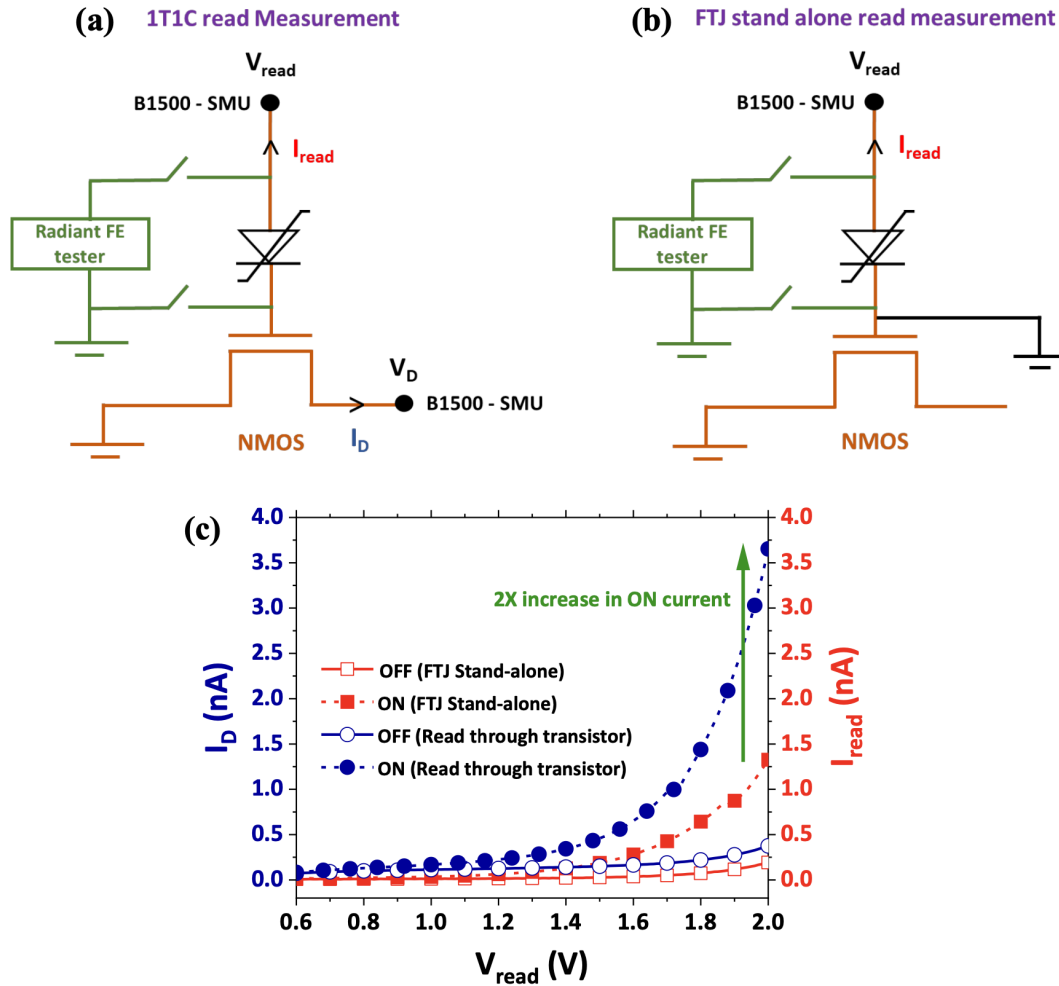 (a) 1T1C read Measurement
V_read
B1500 - SMU
I_read
Radiant FE
tester
V_D
B1500 - SMU
I_D
NMOS
(b) FTJ stand alone read measurement
V_read
B1500 - SMU
I_read
Radiant FE
tester
NMOS
(c)
4.0
3.5
3.0
2.5
2.0
1.5
1.0
0.5
0.0
I_D (nA)
2X increase in ON current
OFF (FTJ Stand-alone)
ON (FTJ Stand-alone)
OFF (Read through transistor)
ON (Read through transistor)
4.0
3.5
3.0
2.5
2.0
1.5
1.0
0.5
0.0
I_read (nA)
0.6 0.8 1.0 1.2 1.4 1.6 1.8 2.0
V_read (V)